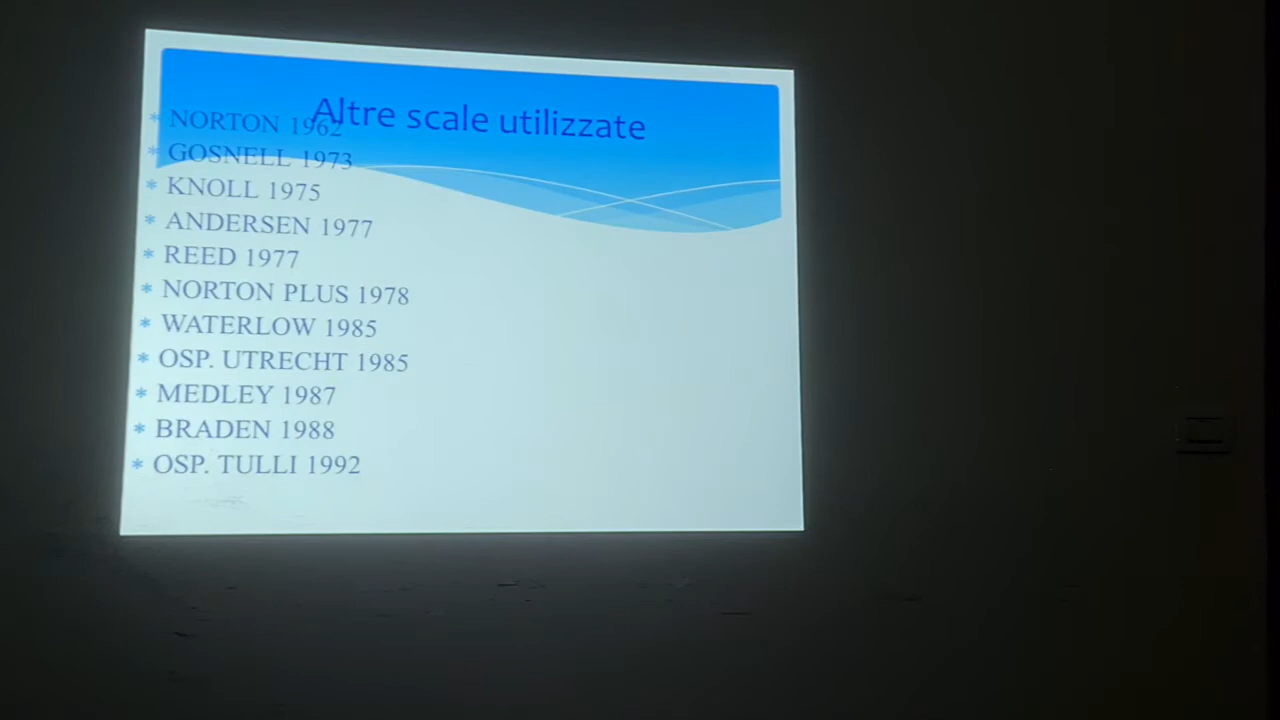 Altre scale utilizzate
* NORTON 1962
* GOSNELL 1973
* KNOLL 1975
* ANDERSEN 1977
* REED 1977
* NORTON PLUS 1978
* WATERLOW 1985
* OSP. UTRECHT 1985
* MEDLEY 1987
* BRADEN 1988
* OSP. TULLI 1992